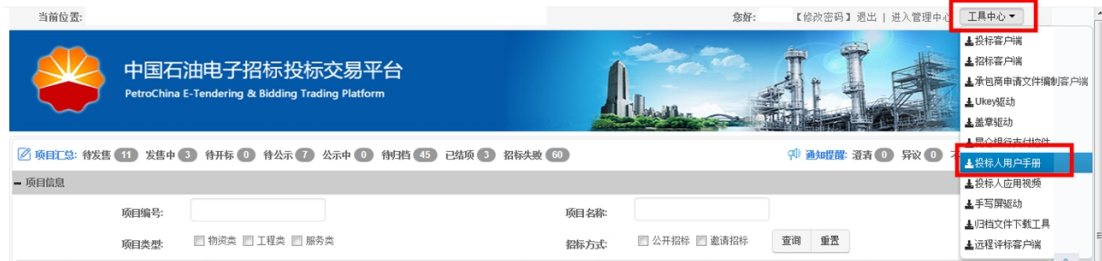 当前位置:
您好: 【修改密码】退出 | 进入管理中心 工具中心
中国石油电子招标投标交易平台
PetroChina E-Tendering & Bidding Trading Platform
投标客户端
招标客户端
承包商申请文件编制客户端
Ukey驱动
盖章驱动
昆仑银行支付控件
投标人用户手册
投标人应用视频
手写屏驱动
归档文件下载工具
远程评标客户端
项目汇总: 待发售 11 发售中 3 待开标 0 待公示 7 公示中 0 待归档 45 已结项 3 招标失败 60
通知提醒: 澄清 0 异议 0
项目信息
项目编号: 项目名称:
项目类型: 物资类 工程类 服务类 招标方式: 公开招标 邀请招标 查询 重置